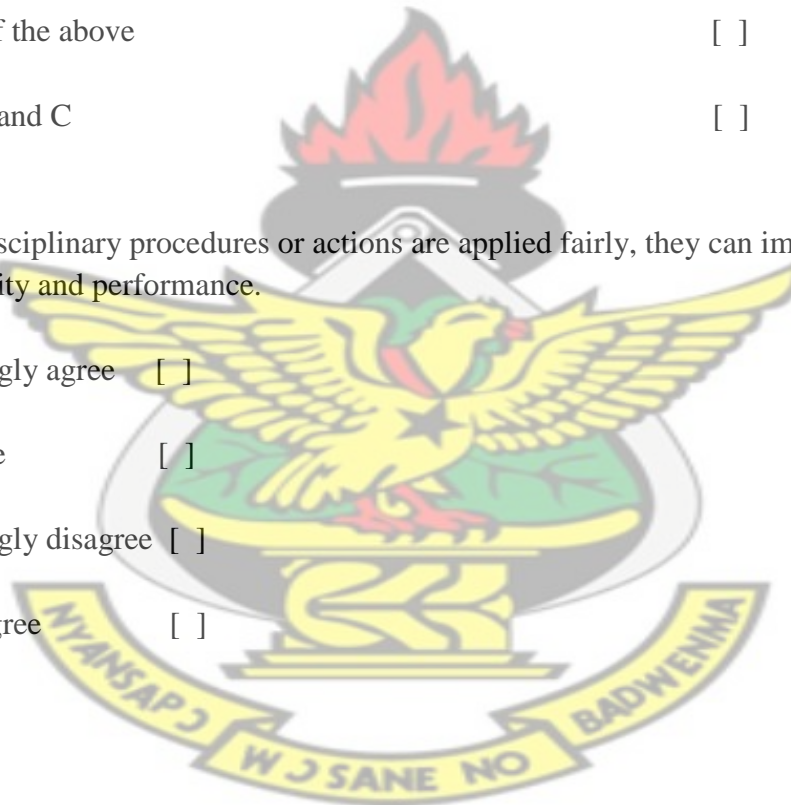 f the above [ ]
and C [ ]
sciplinary procedures or actions are applied fairly, they can im
ity and performance.
gly agree [ ]
e [ ]
gly disagree [ ]
gree [ ]
NYANSAPƆ WƆSANE NO BADWENMA